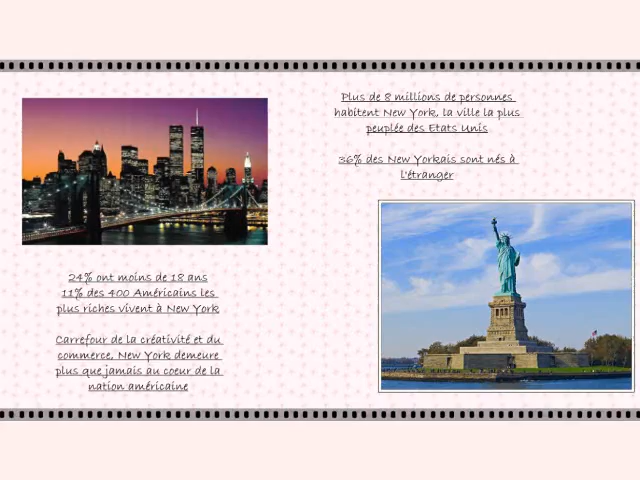 Plus de 8 millions de personnes
habitent New York, la ville la plus
peuplée des Etats Unis
36% des New Yorkais sont nés à
l'étranger
24% ont moins de 18 ans
11% des 400 Américains les
plus riches vivent à New York
Carrefour de la créativité et du
commerce, New York demeure
plus que jamais au coeur de la
nation américaine